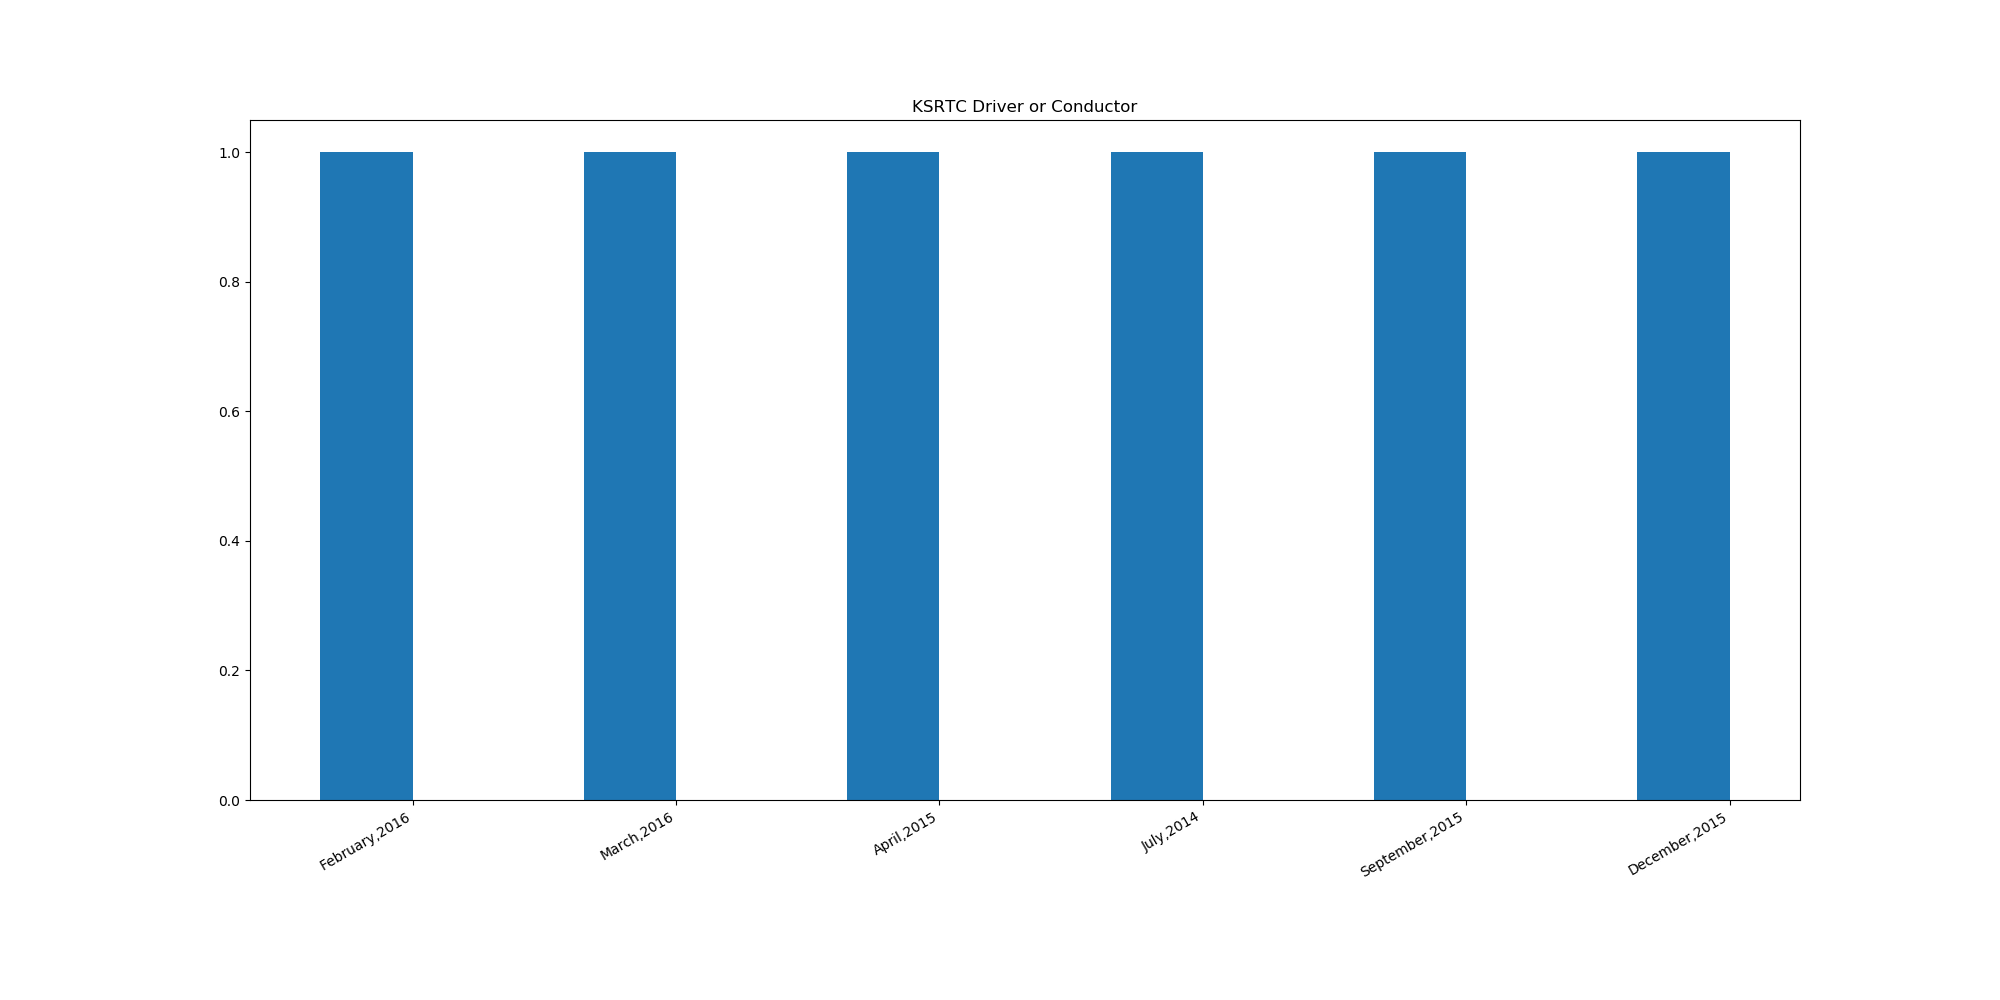 KSRTC Driver or Conductor
1.0
0.8
0.6
0.4
0.2
0.0
February,2016
March,2016
April,2015
July,2014
September,2015
December,2015